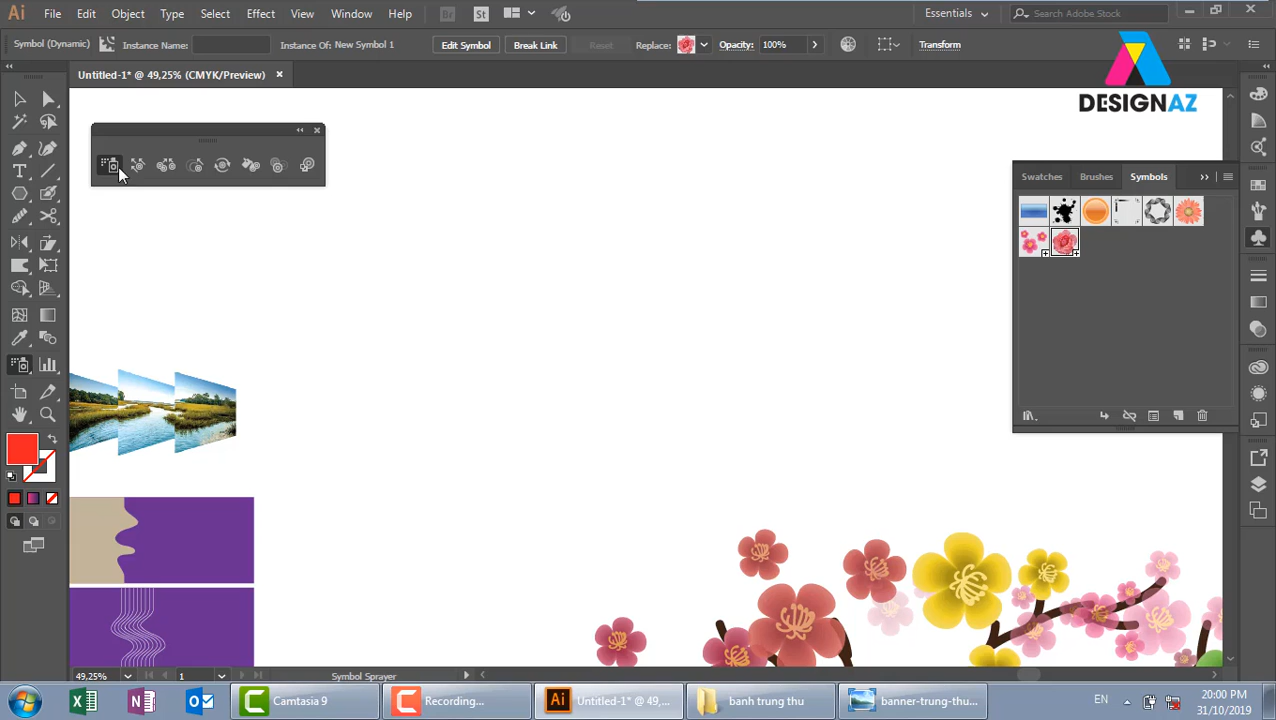 Ai File Edit Object Type Select Effect View Window Help Br St Essentials Search Adobe Stock
Symbol (Dynamic) Instance Name: Instance Of: New Symbol 1 Edit Symbol Break Link Reset Replace: Opacity: 100% Transform
Untitled-1* @ 49,25% (CMYK/Preview)
DESIGNAZ
Swatches Brushes Symbols
49,25% 1 Symbol Sprayer
Camtasia 9 Recording... Untitled-1* @ 49,... banh trung thu banner-trung-thu... EN 20:00 PM
31/10/2019